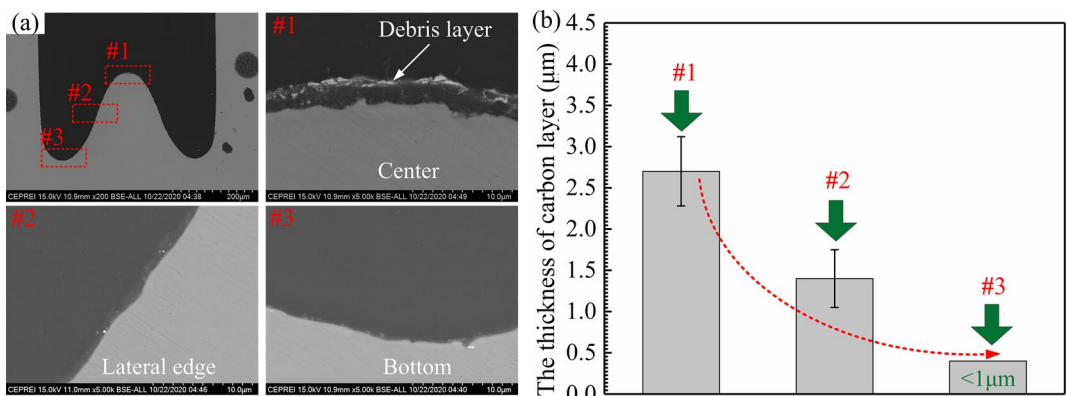 (a)
#1
#2
#3
CEPREI 15.0kV 10.9mm x200 BSE-ALL 10/22/2020 04:38
200μm
#1
Debris layer
Center
CEPREI 15.0kV 10.9mm x5.00k BSE-ALL 10/22/2020 04:49
10.0μm
#2
Lateral edge
CEPREI 15.0kV 11.0mm x5.00k BSE-ALL 10/22/2020 04:46
10.0μm
#3
Bottom
CEPREI 15.0kV 10.9mm x5.00k BSE-ALL 10/22/2020 04:40
10.0μm
(b)
The thickness of carbon layer (μm)
4.5
4.0
3.5
3.0
2.5
2.0
1.5
1.0
0.5
0.0
#1
#2
#3
<1μm